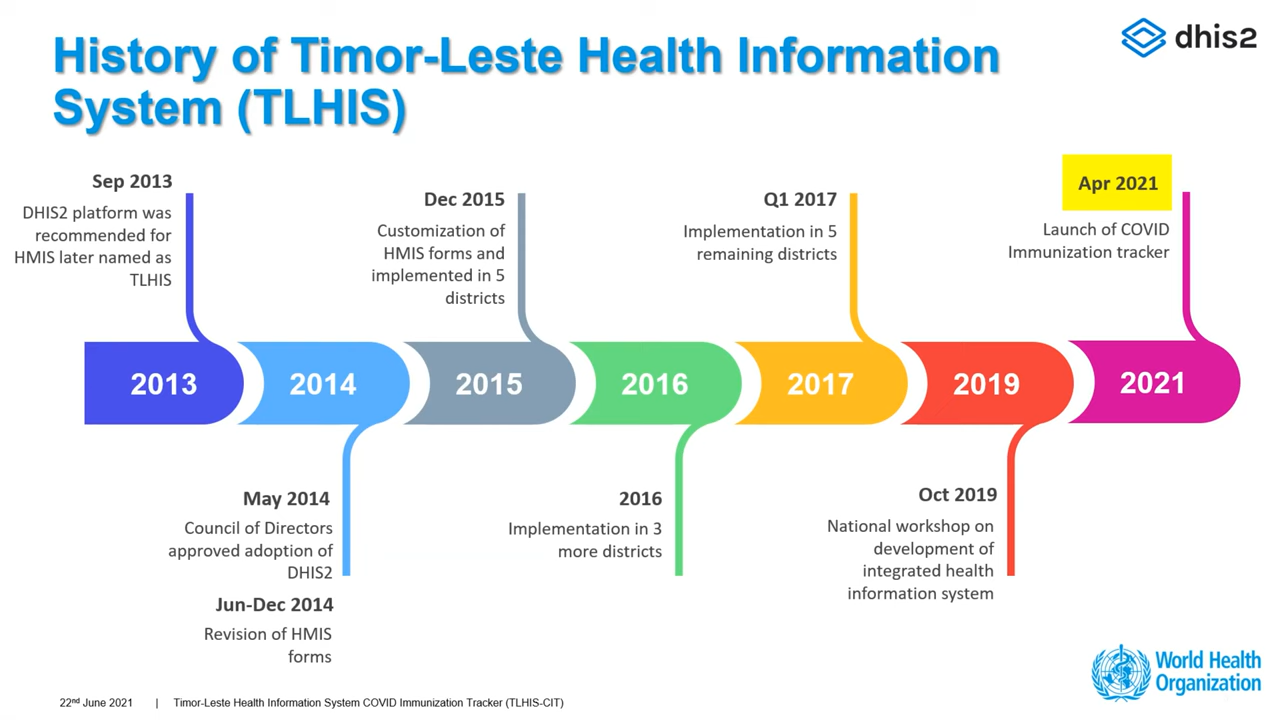 History of Timor-Leste Health Information
System (TLHIS)
dhis2
Sep 2013
DHIS2 platform was
recommended for
HMIS later named as
TLHIS
Dec 2015
Customization of
HMIS forms and
implemented in 5
districts
Q1 2017
Implementation in 5
remaining districts
Apr 2021
Launch of COVID
Immunization tracker
2013
2014
2015
2016
2017
2019
2021
May 2014
Council of Directors
approved adoption of
DHIS2
Jun-Dec 2014
Revision of HMIS
forms
2016
Implementation in 3
more districts
Oct 2019
National workshop on
development of
integrated health
information system
World Health
Organization
22nd June 2021 | Timor-Leste Health Information System COVID Immunization Tracker (TLHIS-CIT)